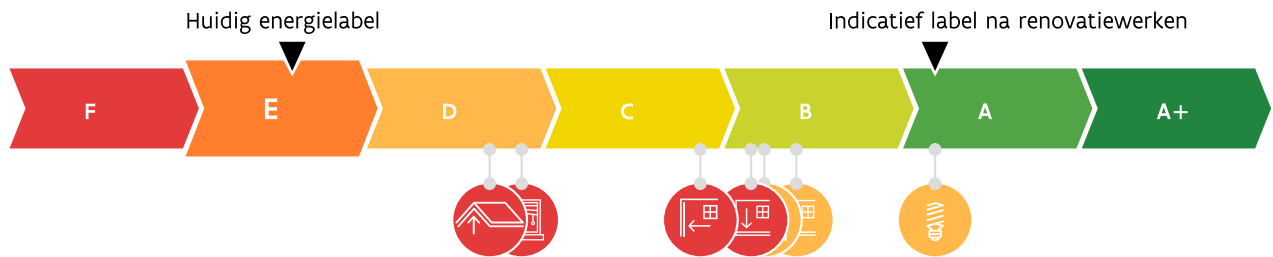 Huidig energielabel
Indicatief label na renovatiewerken
F E D C B A A+